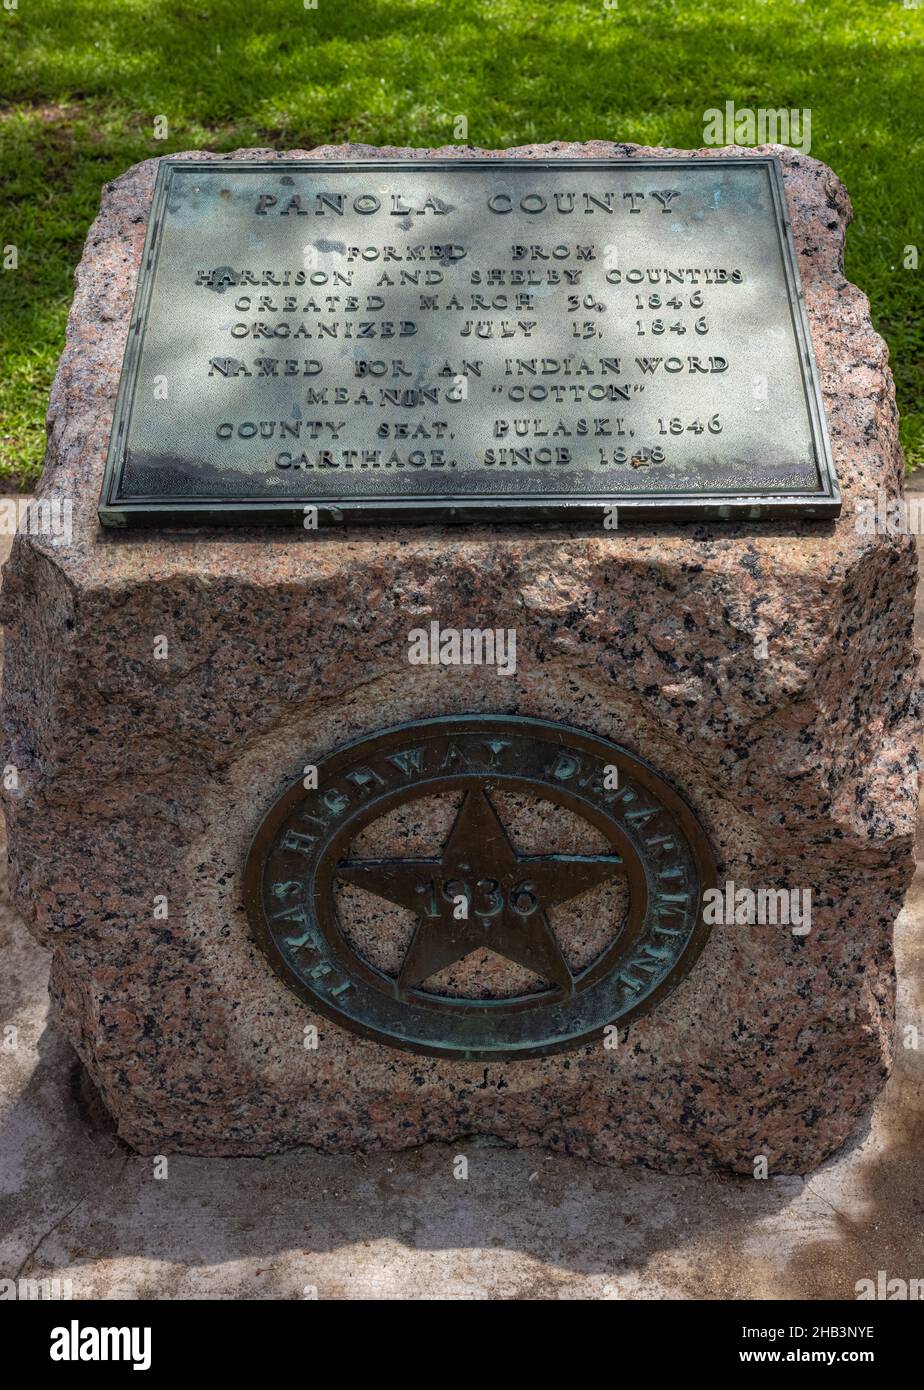 PANOLA COUNTY
FORMED FROM
HARRISON AND SHELBY COUNTIES
CREATED MARCH 30, 1846
ORGANIZED JULY 13, 1846
NAMED FOR AN INDIAN WORD
MEANING "COTTON"
COUNTY SEAT, PULASKI, 1846
CARTHAGE, SINCE 1848
TEXAS HIGHWAY DEPARTMENT
1936
alamy
Image ID: 2HB3NYE
www.alamy.com